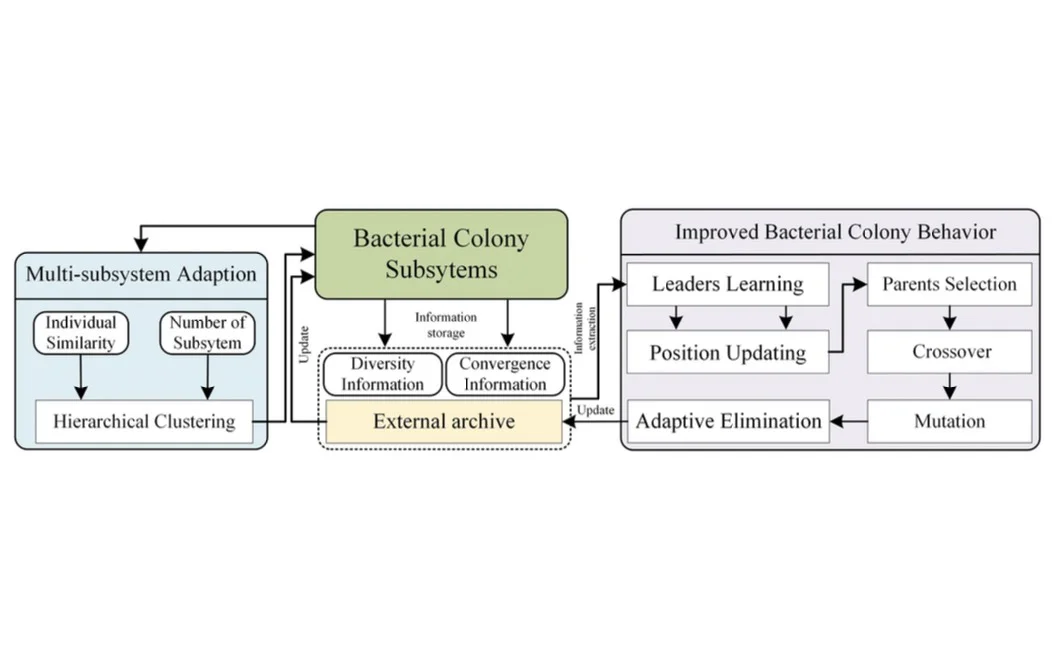 Multi-subsystem Adaption
Individual
Similarity
Number of
Subsytem
Hierarchical Clustering
Bacterial Colony
Subsytems
Information
storage
Update
Diversity
Information
Convergence
Information
External archive
Information
extraction
Update
Improved Bacterial Colony Behavior
Leaders Learning
Position Updating
Adaptive Elimination
Parents Selection
Crossover
Mutation